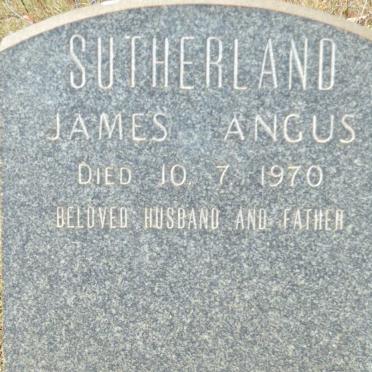 SUTHERLAND
JAMES ANGUS
DIED 10. 7. 1970
BELOVED HUSBAND AND FATHER